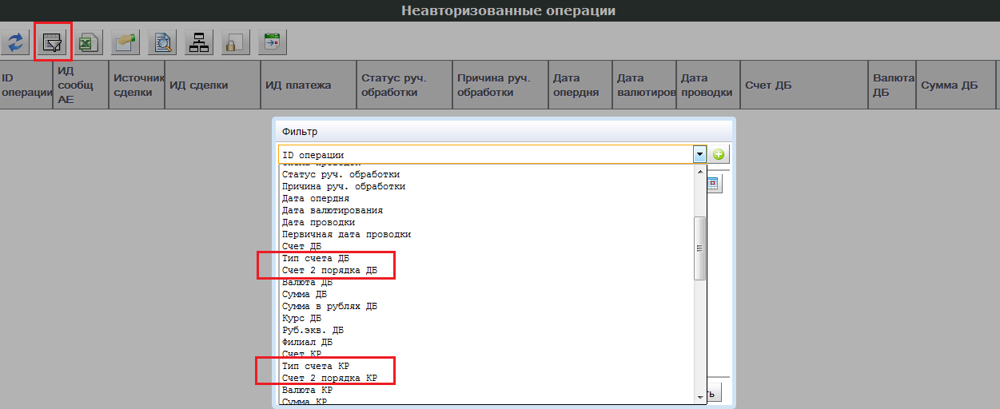 Неавторизованные операции
ID операции
ИД сообщ АЕ
Источник сделки
ИД сделки
ИД платежа
Статус руч. обработки
Причина руч. обработки
Дата опердня
Дата валютиров
Дата проводки
Счет ДБ
Валюта ДБ
Сумма ДБ
Фильтр
ID операции
Статус руч. обработки
Причина руч. обработки
Дата опердня
Дата валютирования
Дата проводки
Первичная дата проводки
Счет ДБ
Тип счета ДБ
Счет 2 порядка ДБ
Валюта ДБ
Сумма ДБ
Сумма в рублях ДБ
Курс ДБ
Руб.экв. ДБ
Филиал ДБ
Счет КР
Тип счета КР
Счет 2 порядка КР
Валюта КР
Сумма КР
ть